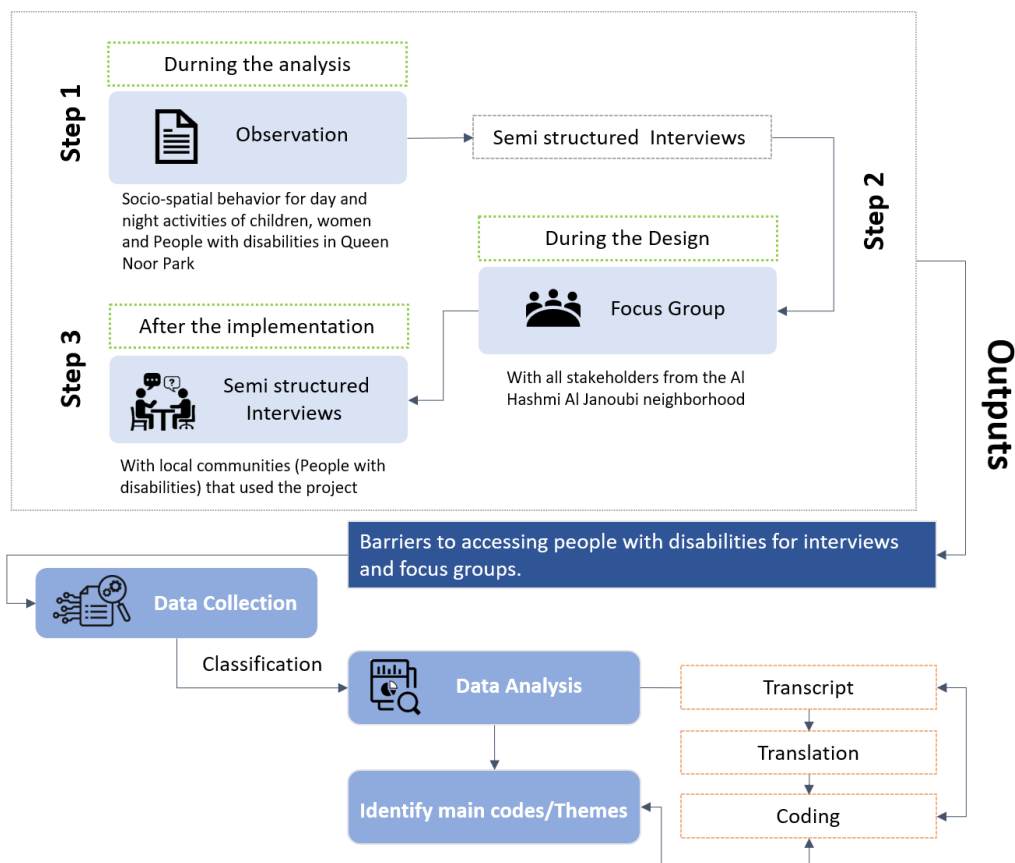 Step 1
Durning the analysis
Observation
Socio-spatial behavior for day and
night activities of children, women
and People with disabilities in Queen
Noor Park
Semi structured Interviews
Step 2
During the Design
Focus Group
With all stakeholders from the Al
Hashmi Al Janoubi neighborhood
Step 3
After the implementation
?
Semi structured
Interviews
With local communities (People with
disabilities) that used the project
Outputs
Barriers to accessing people with disabilities for interviews
and focus groups.
Data Collection
Classification
Data Analysis
Transcript
Translation
Coding
Identify main codes/Themes